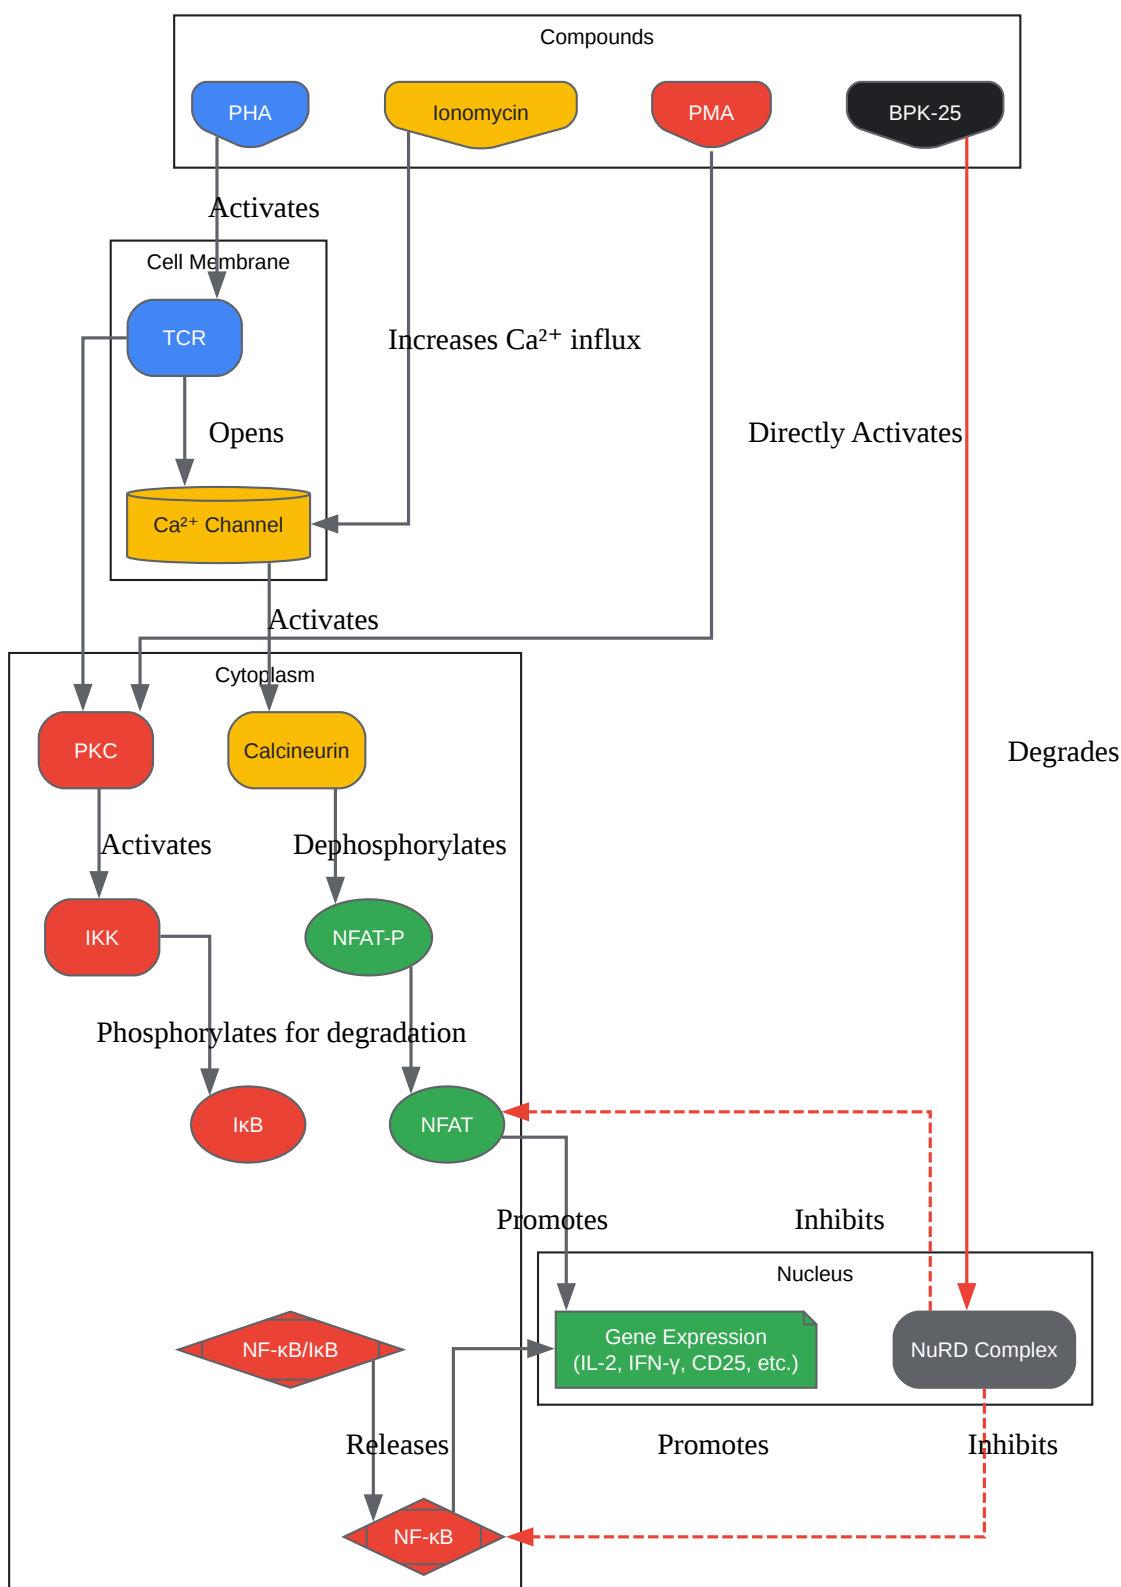 Compounds
PHA
Ionomycin
PMA
BPK-25
Activates
Cell Membrane
TCR
Increases Ca²⁺ influx
Opens
Directly Activates
Ca²⁺ Channel
Activates
Cytoplasm
PKC
Calcineurin
Degrades
Activates
Dephosphorylates
IKK
NFAT-P
Phosphorylates for degradation
IκB
NFAT
Promotes
Inhibits
Nucleus
Gene Expression
(IL-2, IFN-γ, CD25, etc.)
NF-κB/IκB
NuRD Complex
Releases
Promotes
Inhibits
NF-κB